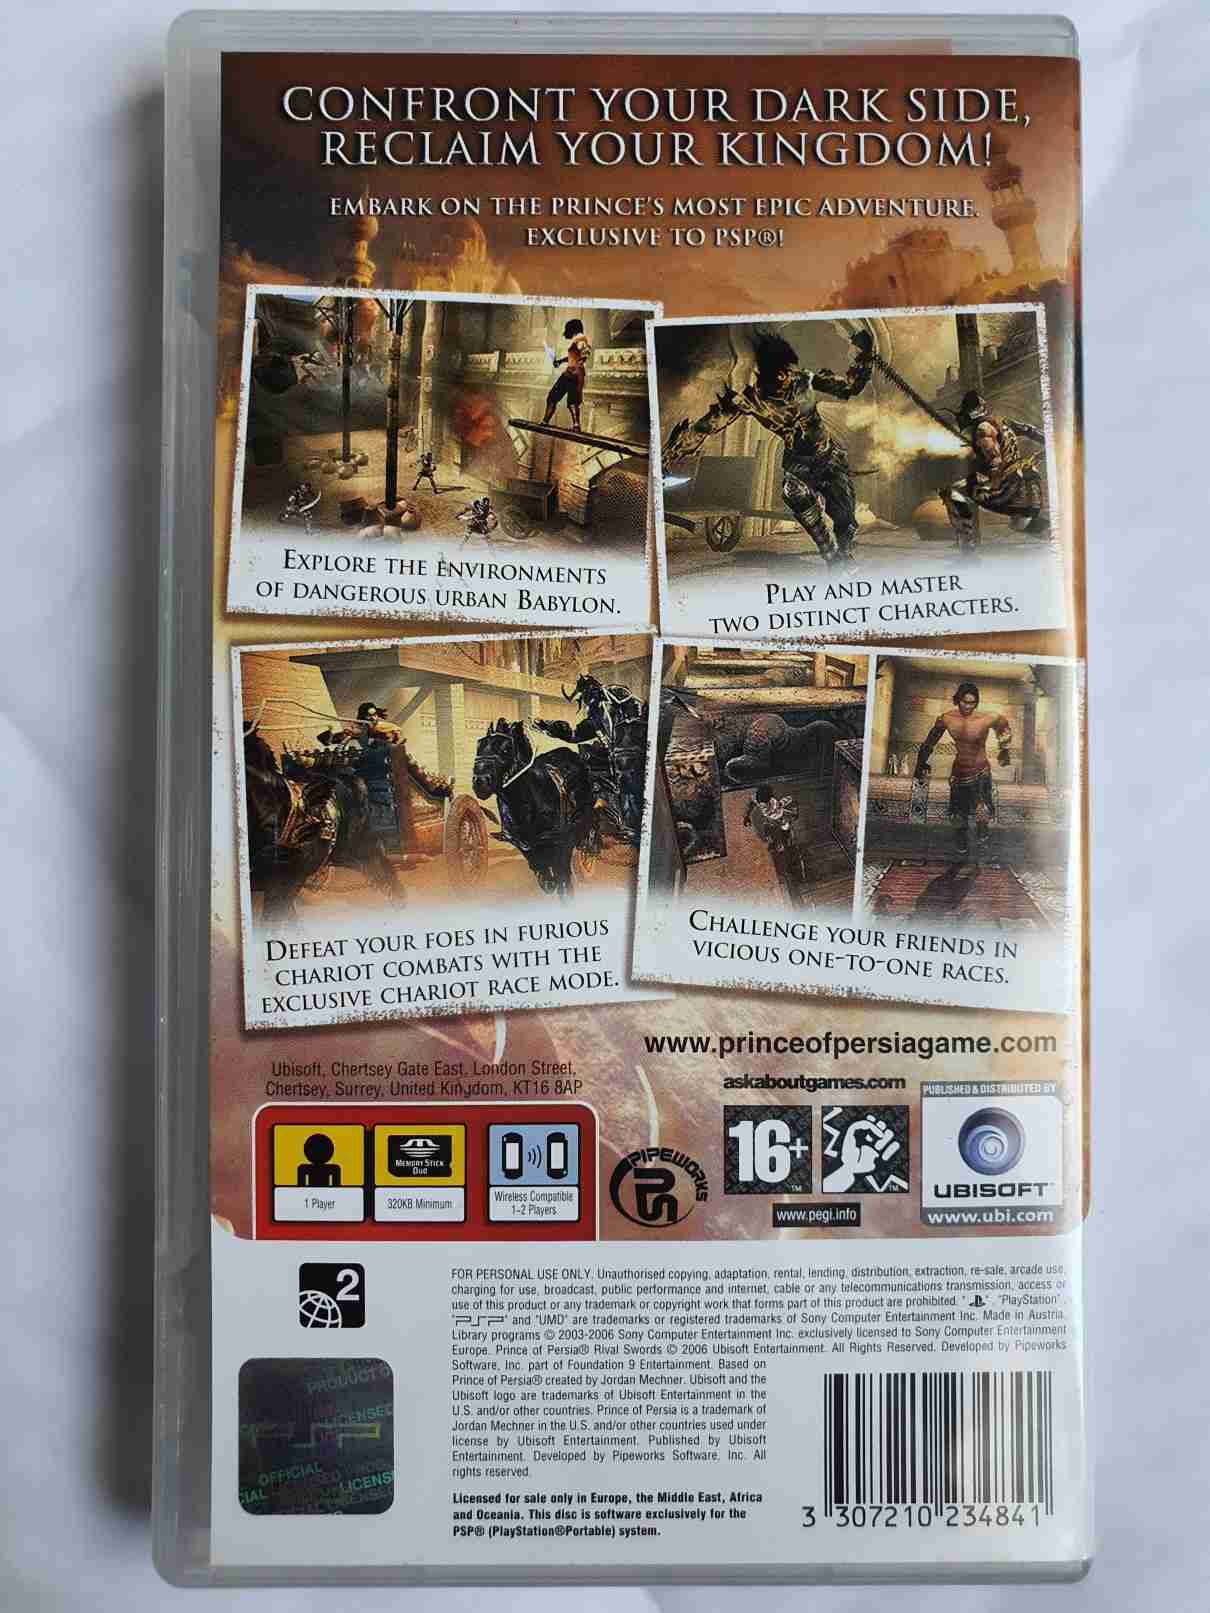 CONFRONT YOUR DARK SIDE,
RECLAIM YOUR KINGDOM!
EMBARK ON THE PRINCE'S MOST EPIC ADVENTURE.
EXCLUSIVE TO PSP®!
EXPLORE THE ENVIRONMENTS
OF DANGEROUS URBAN BABYLON.
PLAY AND MASTER
TWO DISTINCT CHARACTERS.
DEFEAT YOUR FOES IN FURIOUS
CHARIOT COMBATS WITH THE
EXCLUSIVE CHARIOT RACE MODE.
CHALLENGE YOUR FRIENDS IN
VICIOUS ONE-TO-ONE RACES.
www.princeofpersiagame.com
Ubisoft, Chertsey Gate East, London Street,
Chertsey, Surrey, United Kingdom, KT16 8AP
askaboutgames.com
PUBLISHED & DISTRIBUTED BY
UBISOFT™
www.ubi.com
16+™
™
www.pegi.info
PIPEWORKS
PS
MEMORY STICK
DUO
1 Player
320KB Minimum
Wireless Compatible
1-2 Players
2
FOR PERSONAL USE ONLY. Unauthorised copying, adaptation, rental, lending, distribution, extraction, re-sale, arcade use,
charging for use, broadcast, public performance and internet, cable or any telecommunications transmission, access or
use of this product or any trademark or copyright work that forms part of this product are prohibited. " ", "PlayStation",
"PSP" and "UMD" are trademarks or registered trademarks of Sony Computer Entertainment Inc. Made in Austria.
Library programs © 2003-2006 Sony Computer Entertainment Inc. exclusively licensed to Sony Computer Entertainment
Europe. Prince of Persia® Rival Swords © 2006 Ubisoft Entertainment. All Rights Reserved. Developed by Pipeworks
Software, Inc. part of Foundation 9 Entertainment. Based on
Prince of Persia® created by Jordan Mechner. Ubisoft and the
Ubisoft logo are trademarks of Ubisoft Entertainment in the
U.S. and/or other countries. Prince of Persia is a trademark of
Jordan Mechner in the U.S. and/or other countries used under
license by Ubisoft Entertainment. Published by Ubisoft
Entertainment. Developed by Pipeworks Software, Inc. All
rights reserved.
Licensed for sale only in Europe, the Middle East, Africa
and Oceania. This disc is software exclusively for the
PSP® (PlayStation®Portable) system.
PRODUCT O
LICENSED
PSP
OFFICIAL
LICENS
3 307210 234841